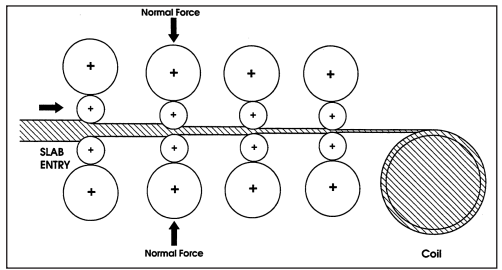 Normal Force
SLAB
ENTRY
Normal Force
Coil